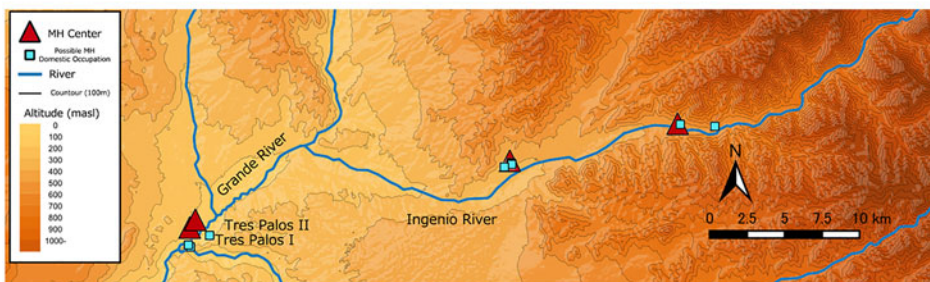 MH Center
Possible MH
Domestic Occupation
River
Countour (100m)
Altitude (masl)
0
100
200
300
400
500
600
700
800
900
1000-
Grande River
Tres Palos II
Tres Palos I
Ingenio River
N
0 2.5 5 7.5 10 km